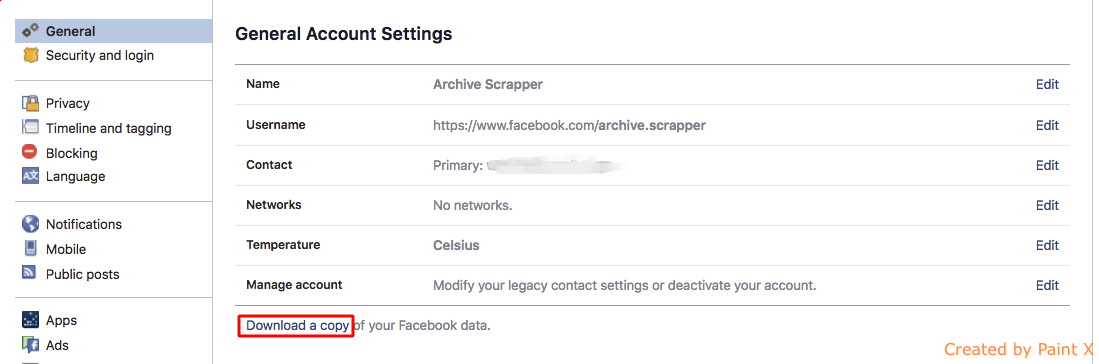 General
Security and login
Privacy
Timeline and tagging
Blocking
Language
Notifications
Mobile
Public posts
Apps
Ads
General Account Settings
Name Archive Scrapper Edit
Username https://www.facebook.com/archive.scrapper Edit
Contact Primary: Edit
Networks No networks. Edit
Temperature Celsius Edit
Manage account Modify your legacy contact settings or deactivate your account. Edit
Download a copy of your Facebook data.
Created by Paint X